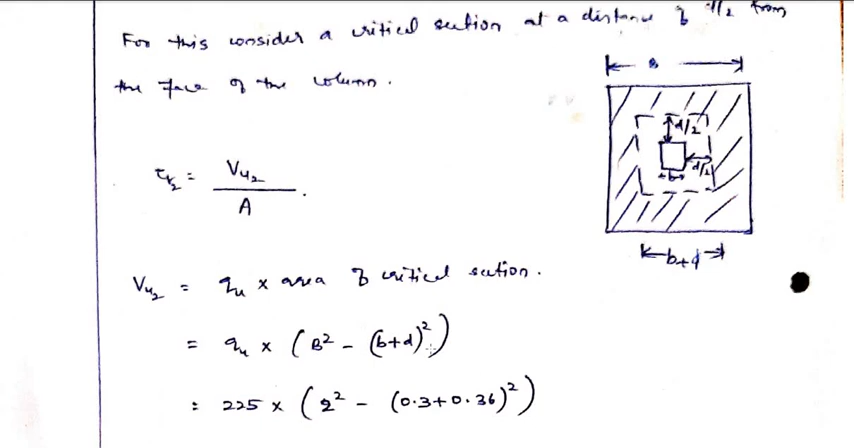 For this consider a critical section at a distance of d/2 from
the face of the column.
B
d/2
b
d/2
b+d
τv₂ = Vu₂ / A .
Vu₂ = qu × area of critical section.
= qu × (B² - (b+d)²)
= 225 × (2² - (0.3+0.36)²)